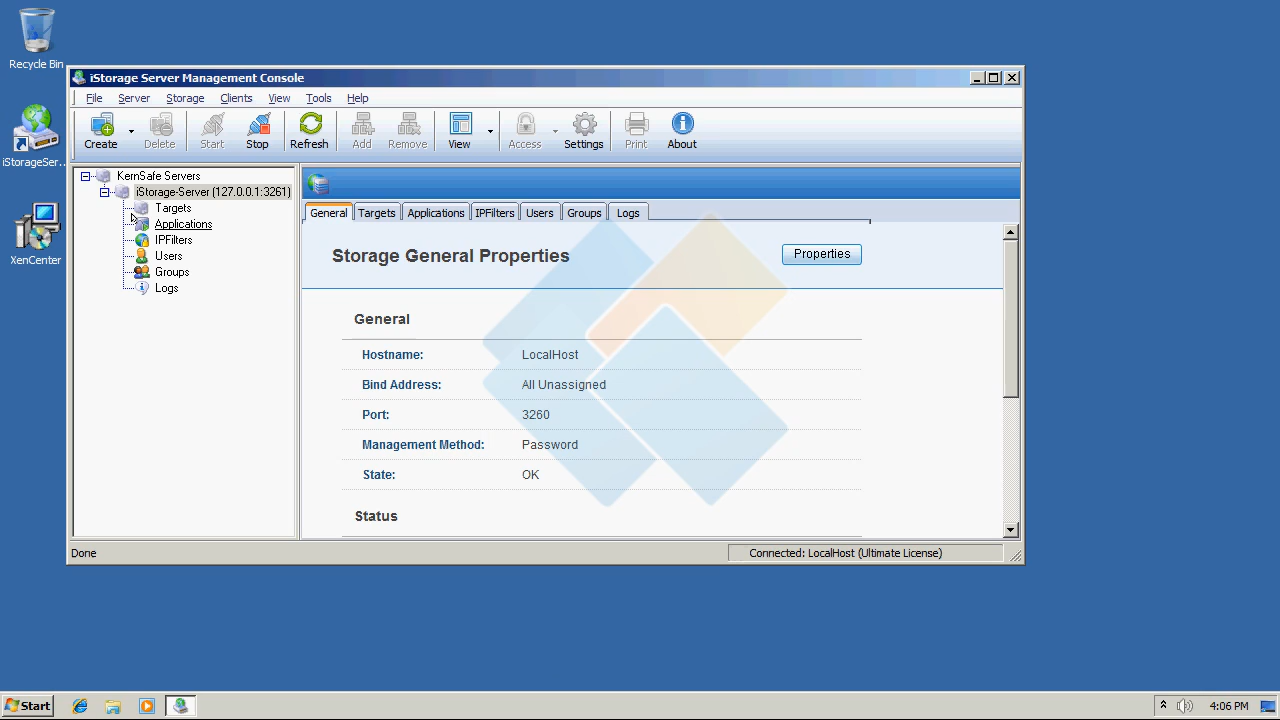 Recycle Bin
iStorageSer...
XenCenter
iStorage Server Management Console
File Server Storage Clients View Tools Help
Create Delete Start Stop Refresh Add Remove View Access Settings Print About
KernSafe Servers
iStorage-Server [127.0.0.1:3261]
Targets
Applications
IPFilters
Users
Groups
Logs
General Targets Applications IPFilters Users Groups Logs
Storage General Properties
Properties
General
Hostname: LocalHost
Bind Address: All Unassigned
Port: 3260
Management Method: Password
State: OK
Status
Done
Connected: LocalHost (Ultimate License)
Start
4:06 PM